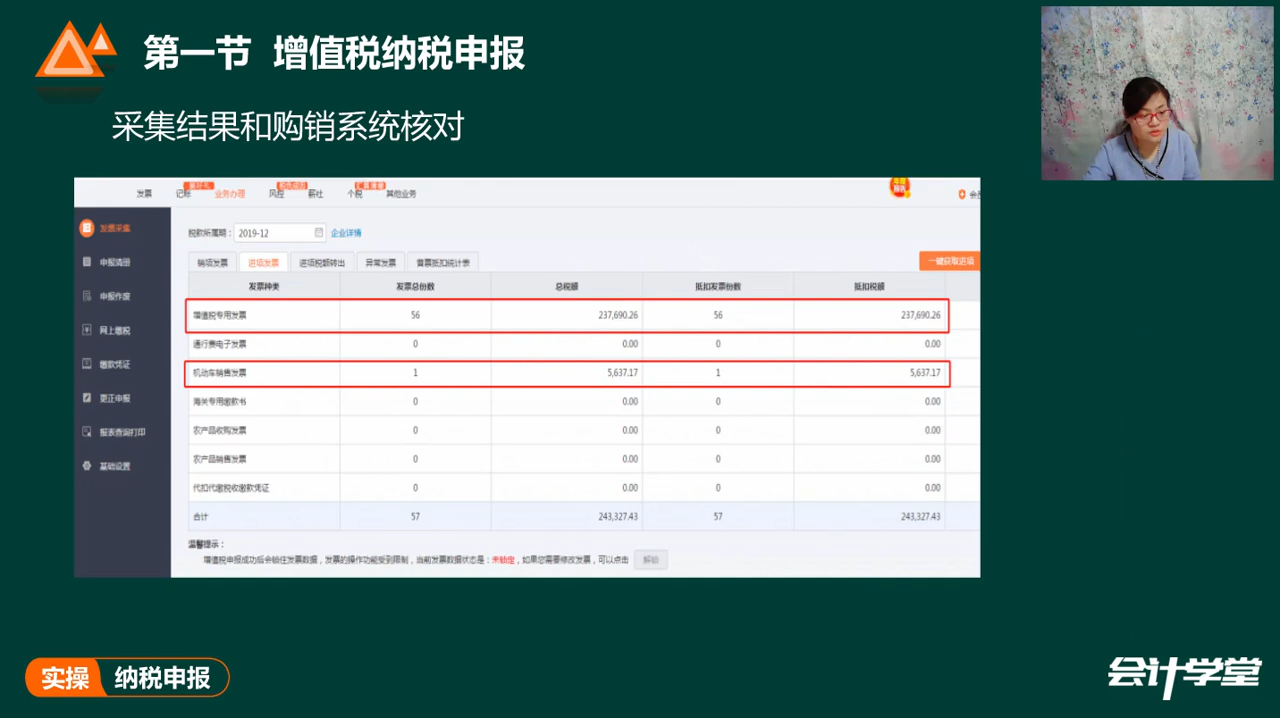 第一节 增值税纳税申报
采集结果和购销系统核对
发票 记账 业务办理 风控 薪社 个税 其他业务
发票采集
申报清册
申报作废
网上缴税
缴款凭证
更正申报
报表查询打印
基础设置
税款所属期： 2019-12 企业详情
销项发票 进项发票 进项税额转出 异常发票 普票抵扣统计表 一键获取进项
发票种类 发票总份数 总税额 抵扣发票份数 抵扣税额
增值税专用发票 56 237,690.26 56 237,690.26
通行费电子发票 0 0.00 0 0.00
机动车销售发票 1 5,637.17 1 5,637.17
海关专用缴款书 0 0.00 0 0.00
农产品收购发票 0 0.00 0 0.00
农产品销售发票 0 0.00 0 0.00
代扣代缴税收缴款凭证 0 0.00 0 0.00
合计 57 243,327.43 57 243,327.43
温馨提示：
增值税申报成功后会锁住发票数据，发票的操作功能受到限制，当前发票数据状态是：未锁定，如果您需要修改发票，可以点击 解锁
实操 纳税申报
会计学堂